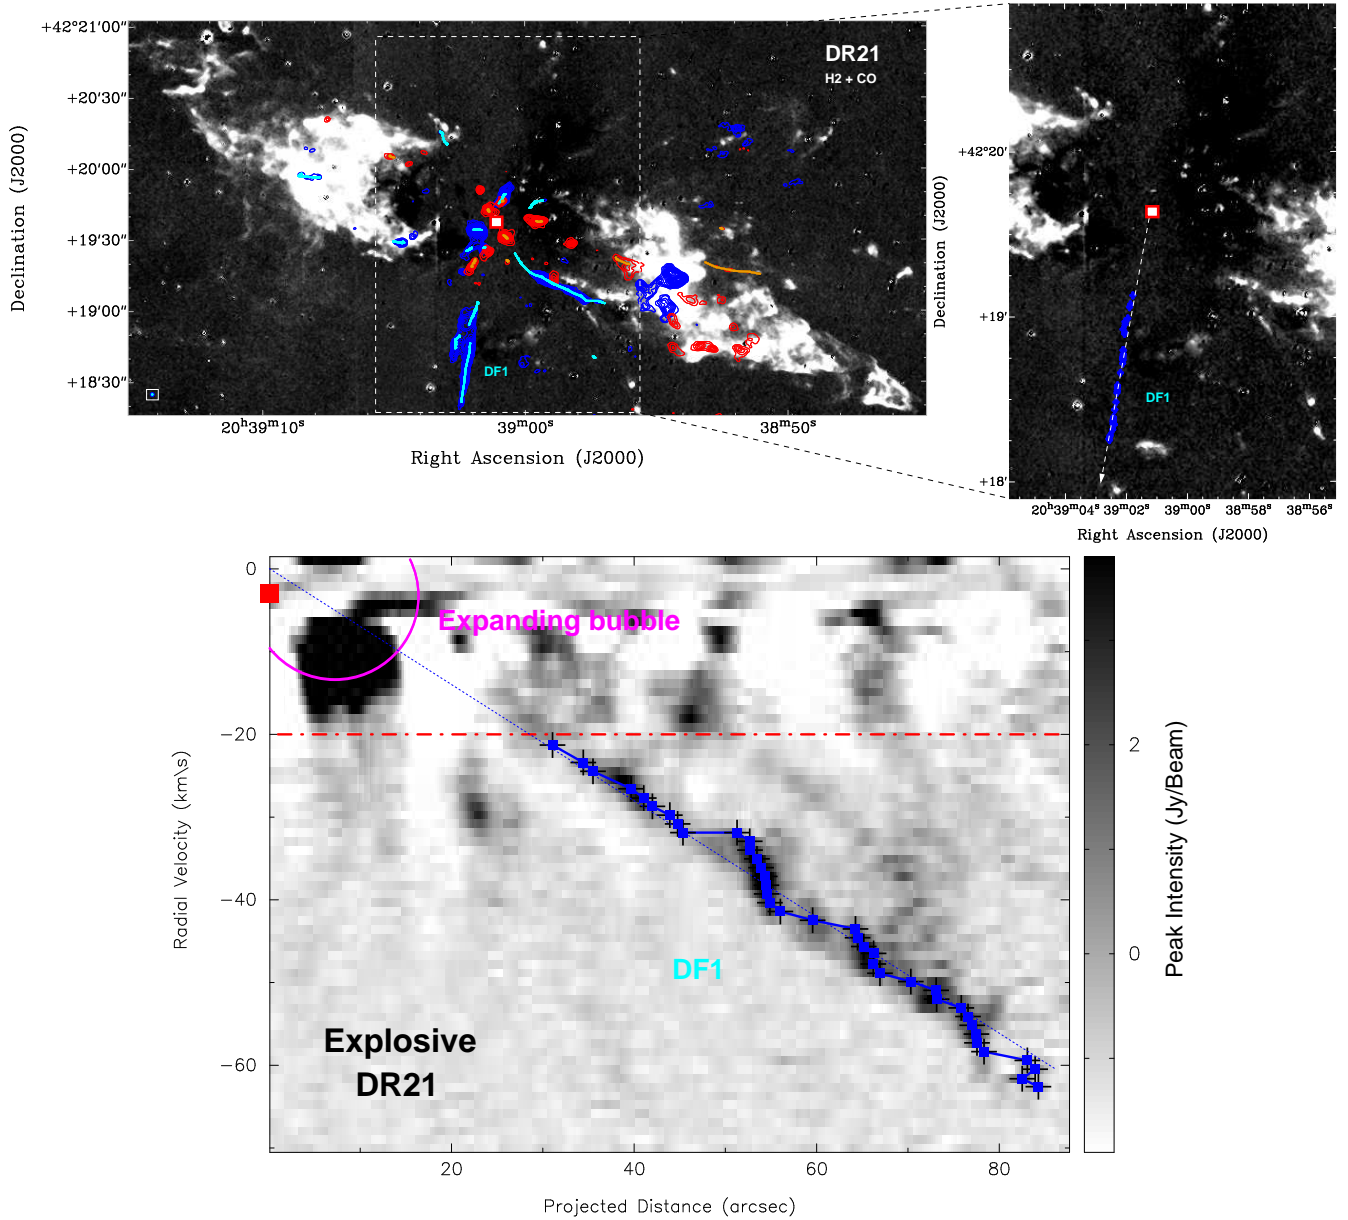 +42°21′00″
+20′30″
+20′00″
+19′30″
+19′00″
+18′30″
Declination (J2000)
DR21
H2 + CO
DF1
20ʰ39ᵐ10ˢ
39ᵐ00ˢ
38ᵐ50ˢ
Right Ascension (J2000)
+42°20′
+19′
+18′
Declination (J2000)
DF1
20ʰ39ᵐ04ˢ 39ᵐ02ˢ 39ᵐ00ˢ 38ᵐ58ˢ 38ᵐ56ˢ
Right Ascension (J2000)
0
−20
−40
−60
Radial Velocity (km\s)
Expanding bubble
DF1
Explosive
DR21
20 40 60 80
Projected Distance (arcsec)
2
0
Peak Intensity (Jy/Beam)